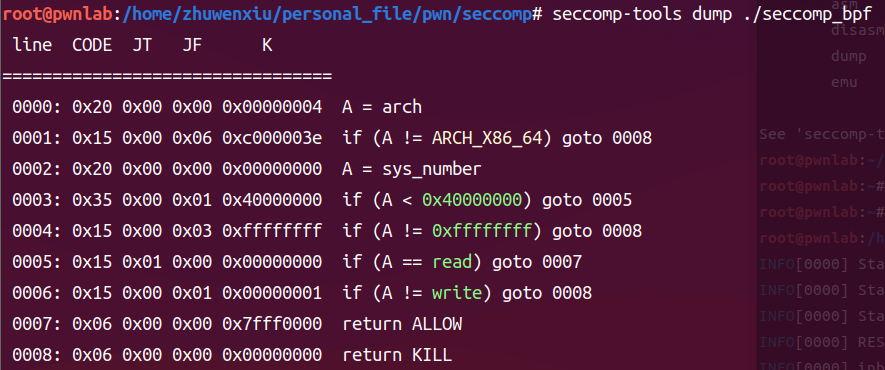 root@pwnlab:/home/zhuwenxiu/personal_file/pwn/seccomp# seccomp-tools dump ./seccomp_bpf
line CODE JT JF K
=================================
0000: 0x20 0x00 0x00 0x00000004 A = arch
0001: 0x15 0x00 0x06 0xc000003e if (A != ARCH_X86_64) goto 0008
0002: 0x20 0x00 0x00 0x00000000 A = sys_number
0003: 0x35 0x00 0x01 0x40000000 if (A < 0x40000000) goto 0005
0004: 0x15 0x00 0x03 0xffffffff if (A != 0xffffffff) goto 0008
0005: 0x15 0x01 0x00 0x00000000 if (A == read) goto 0007
0006: 0x15 0x00 0x01 0x00000001 if (A != write) goto 0008
0007: 0x06 0x00 0x00 0x7fff0000 return ALLOW
0008: 0x06 0x00 0x00 0x00000000 return KILL
asm
disasm
dump
emu
See 'seccomp-t
root@pwnlab:~/
root@pwnlab:~#
root@pwnlab:~#
root@pwnlab:/h
INFO[0000] Sta
INFO[0000] Sta
INFO[0000] Sta
INFO[0000] RES
INFO[0000] job